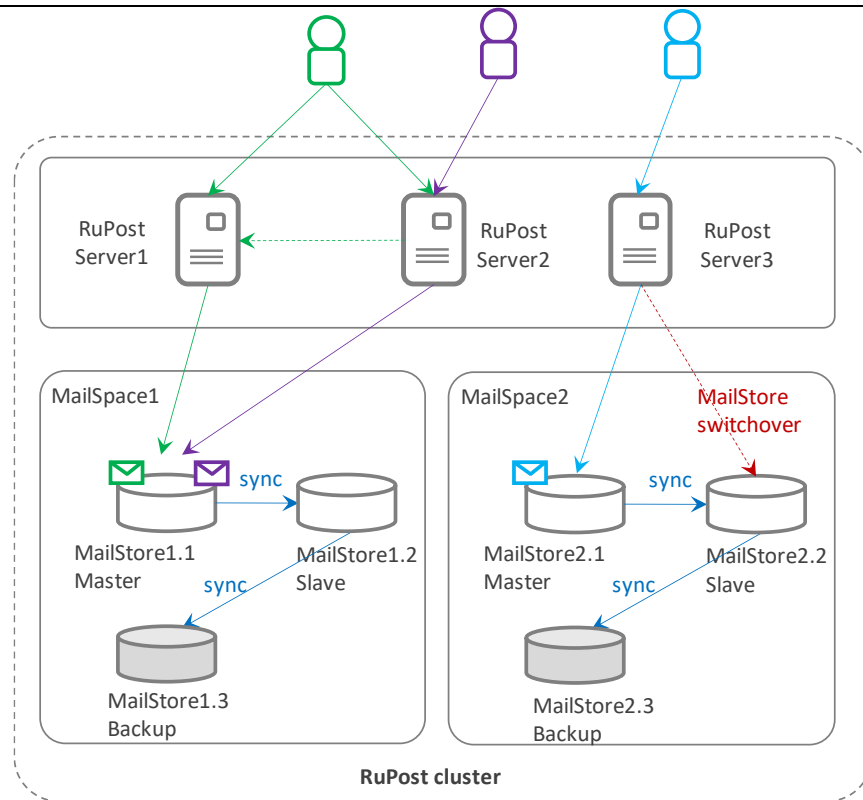 RuPost
Server1
RuPost
Server2
RuPost
Server3
MailSpace1
sync
MailStore1.1
Master
MailStore1.2
Slave
sync
MailStore1.3
Backup
MailSpace2
MailStore
switchover
sync
MailStore2.1
Master
MailStore2.2
Slave
sync
MailStore2.3
Backup
RuPost cluster